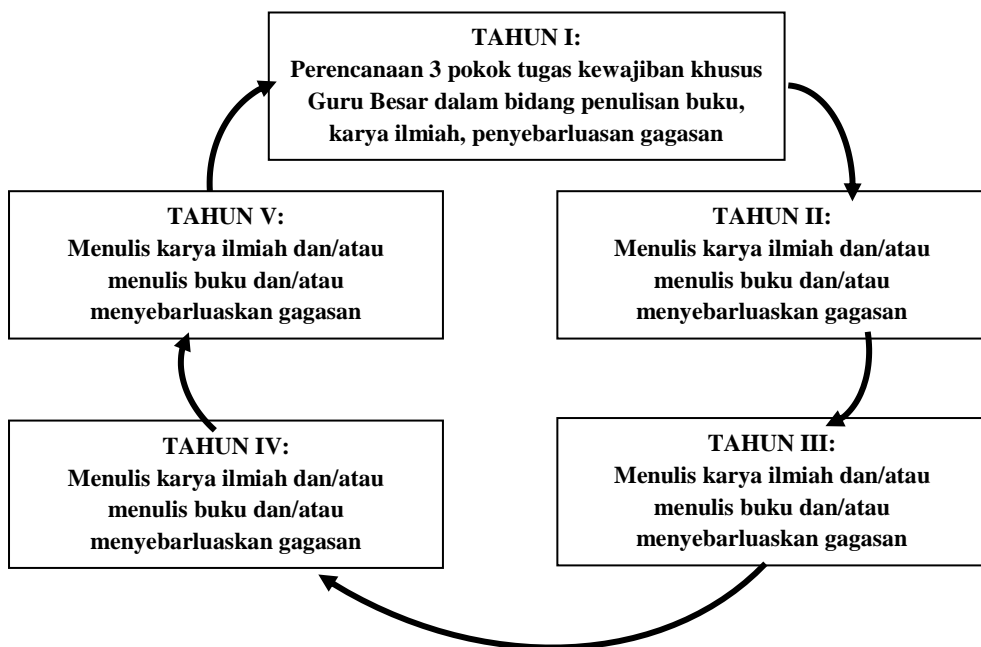 TAHUN I:
Perencanaan 3 pokok tugas kewajiban khusus
Guru Besar dalam bidang penulisan buku,
karya ilmiah, penyebarluasan gagasan
TAHUN II:
Menulis karya ilmiah dan/atau
menulis buku dan/atau
menyebarluaskan gagasan
TAHUN III:
Menulis karya ilmiah dan/atau
menulis buku dan/atau
menyebarluaskan gagasan
TAHUN IV:
Menulis karya ilmiah dan/atau
menulis buku dan/atau
menyebarluaskan gagasan
TAHUN V:
Menulis karya ilmiah dan/atau
menulis buku dan/atau
menyebarluaskan gagasan